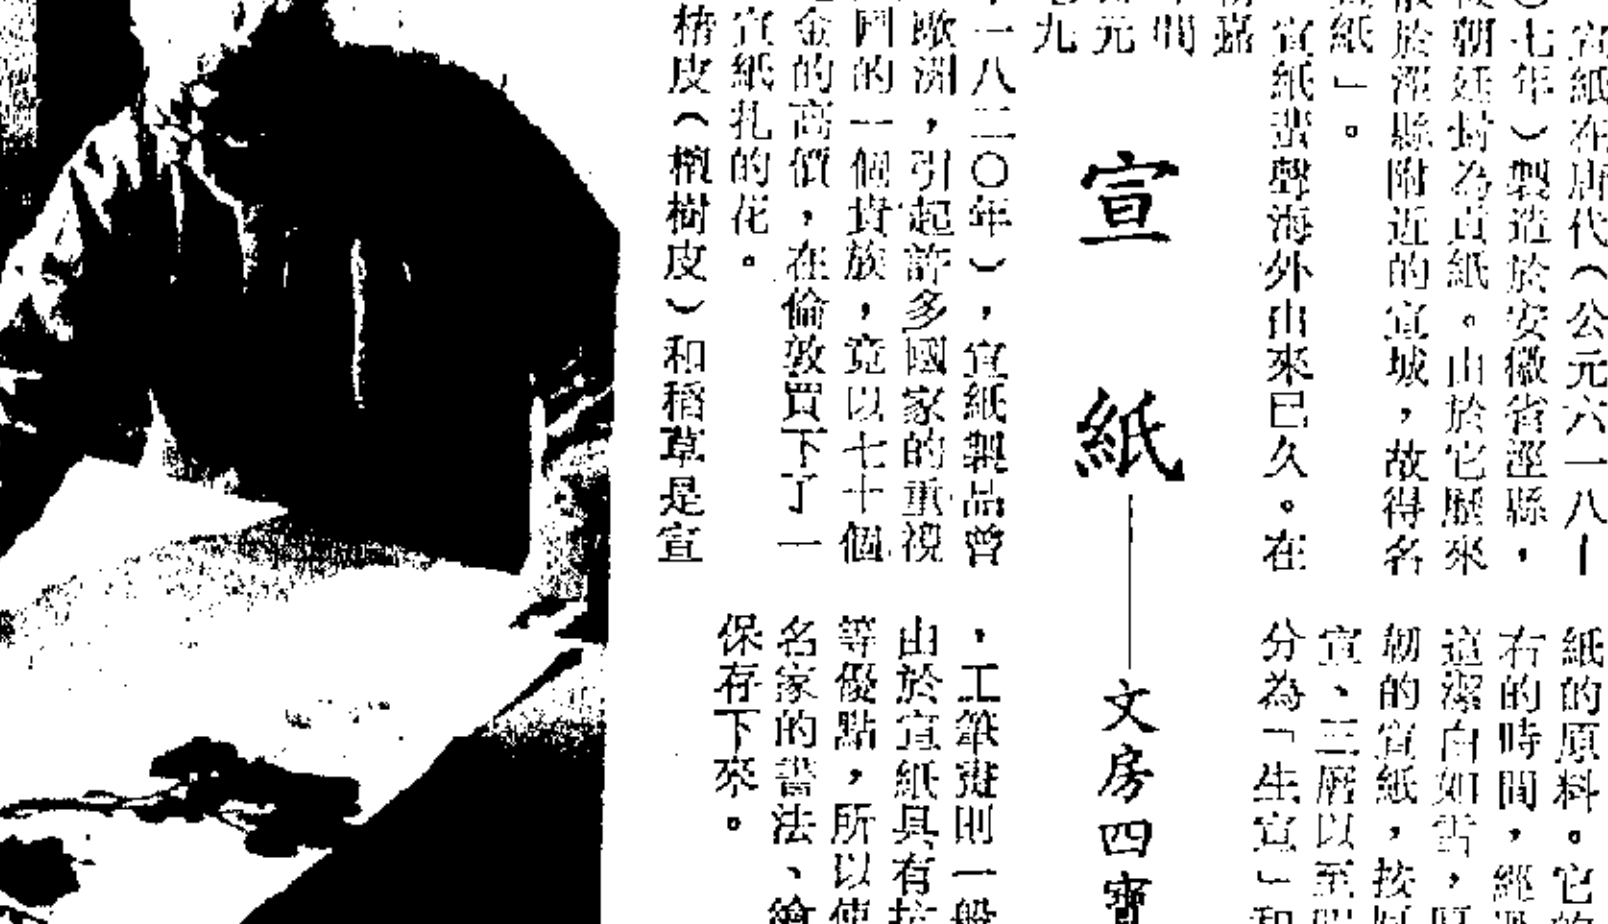 宣紙在唐代（公元六一八｜
〇七年）製造於安徽省涇縣，
朝廷封為貢紙。由於它歷來
於涇縣附近的宣城，故得名
紙」。
宣紙蜚聲海外由來已久。在
嘉
年間
元
九
宣紙——文房四寶
一八二〇年），宣紙製品曾
歐洲，引起許多國家的重視
的一個貴族，竟以七十個
金的高價，在倫敦買下了一
宣紙扎的花。
楮皮（檀樹皮）和稻草是宣
紙的原料。它
右的時間，經
這潔白如雪，
韌的宣紙，按
宣、三層以至
分為「生宣」和
，工筆畫則一般
由於宣紙具有
等優點，所以使
名家的書法、繪
保存下來。